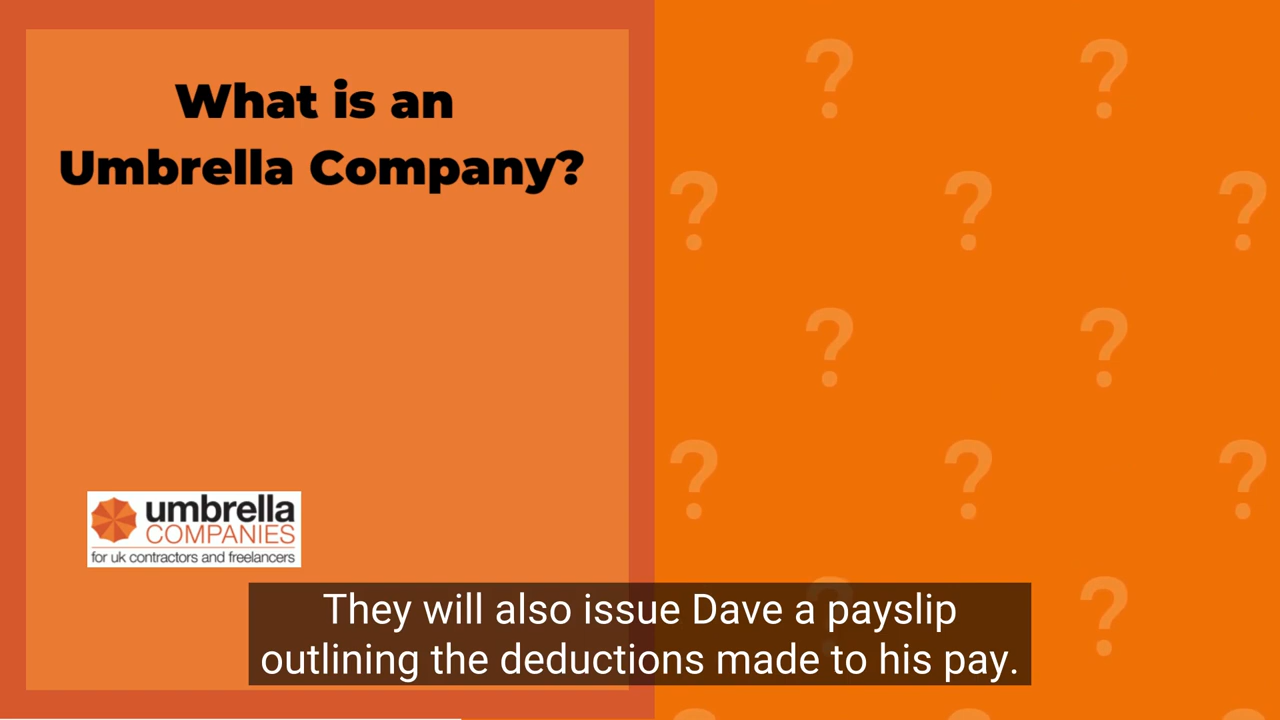 What is an
Umbrella Company?
umbrella
COMPANIES
for uk contractors and freelancers
They will also issue Dave a payslip
outlining the deductions made to his pay.